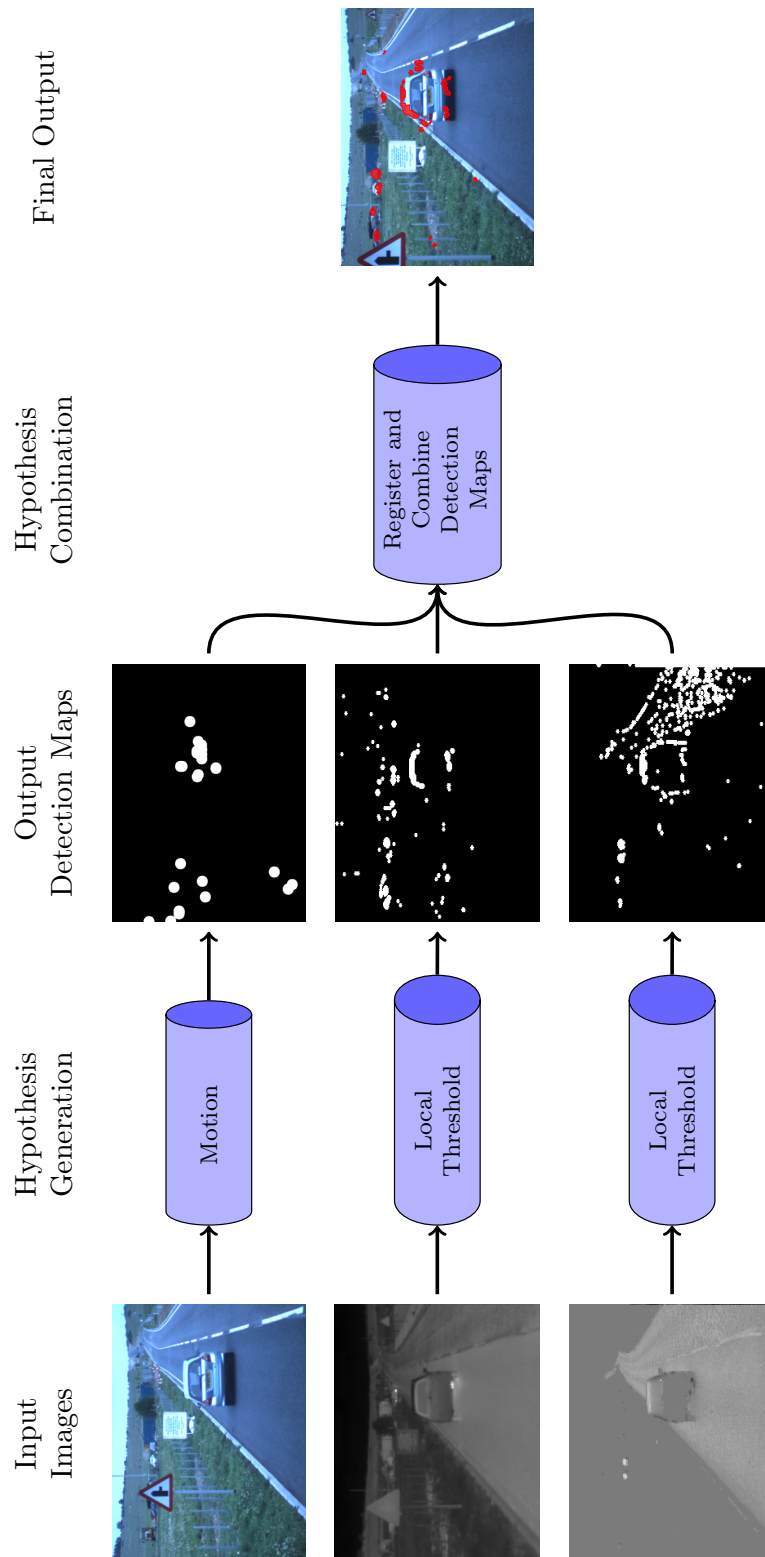 Input
Images
Hypothesis
Generation
Output
Detection Maps
Hypothesis
Combination
Final Output
Motion
Local
Threshold
Local
Threshold
Register and
Combine
Detection
Maps